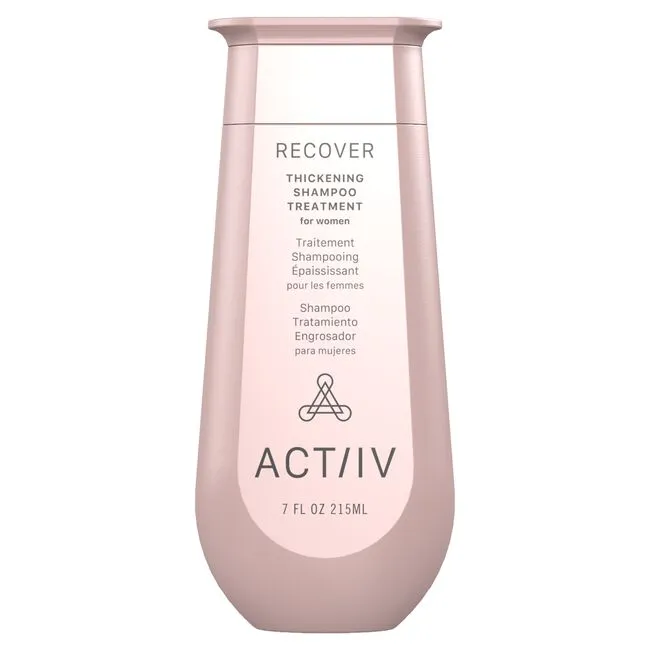 RECOVER
THICKENING
SHAMPOO
TREATMENT
for women
Traitement
Shampooing
Épaississant
pour les femmes
Shampoo
Tratamiento
Engrosador
para mujeres
ACT/IV
7 FL OZ 215ML